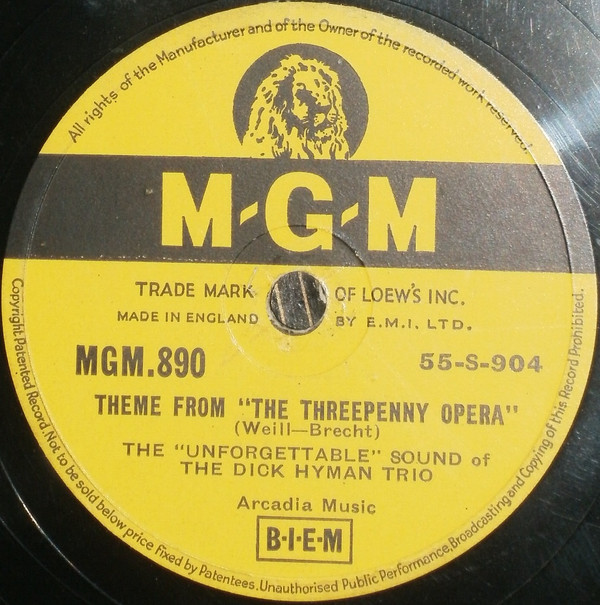 All rights of the Manufacturer and of the Owner of the recorded work reserved.
M-G-M
TRADE MARK OF LOEW'S INC.
MADE IN ENGLAND BY E.M.I. LTD.
MGM.890 55-S-904
THEME FROM "THE THREEPENNY OPERA"
(Weill—Brecht)
THE "UNFORGETTABLE" SOUND of
THE DICK HYMAN TRIO
Arcadia Music
B·I·E·M
Copyright Patented Record. Not to be sold below price fixed by Patentees. Unauthorised Public Performance, Broadcasting and Copying of this Record Prohibited.